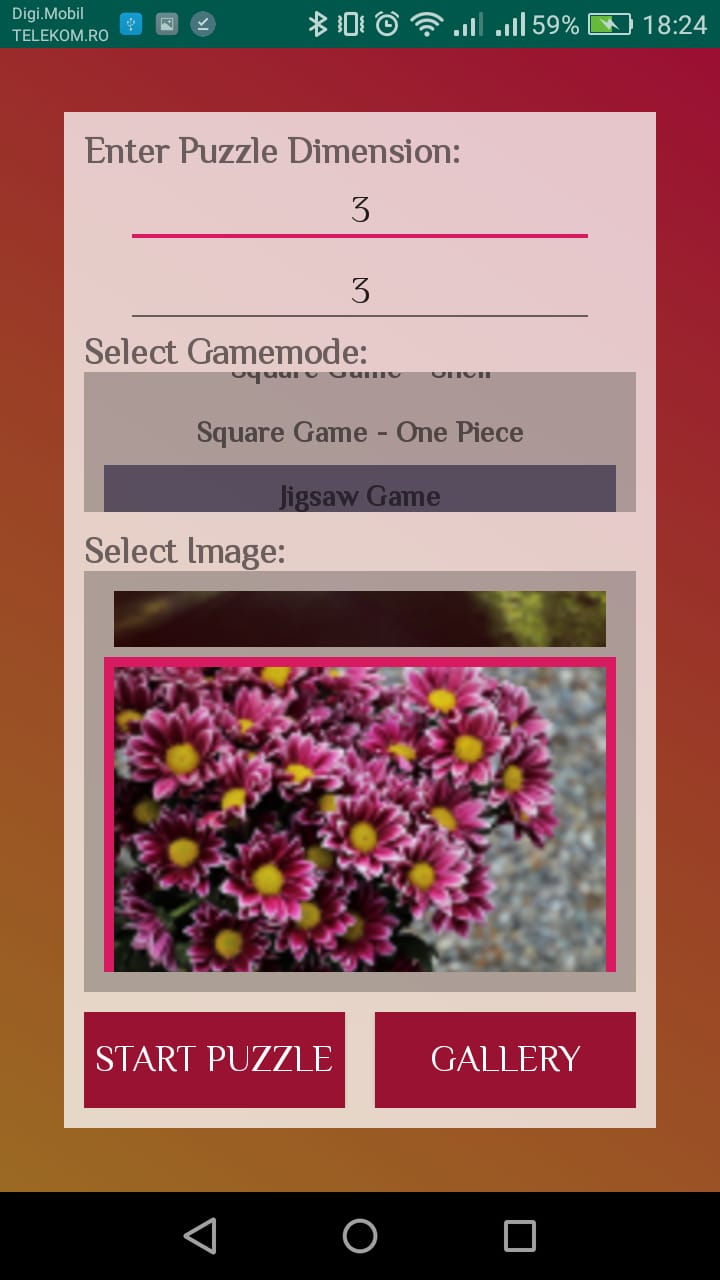 Digi.Mobil
TELEKOM.RO
59%
18:24
Enter Puzzle Dimension:
3
3
Select Gamemode:
Square Game - Shell
Square Game - One Piece
Jigsaw Game
Select Image:
START PUZZLE
GALLERY